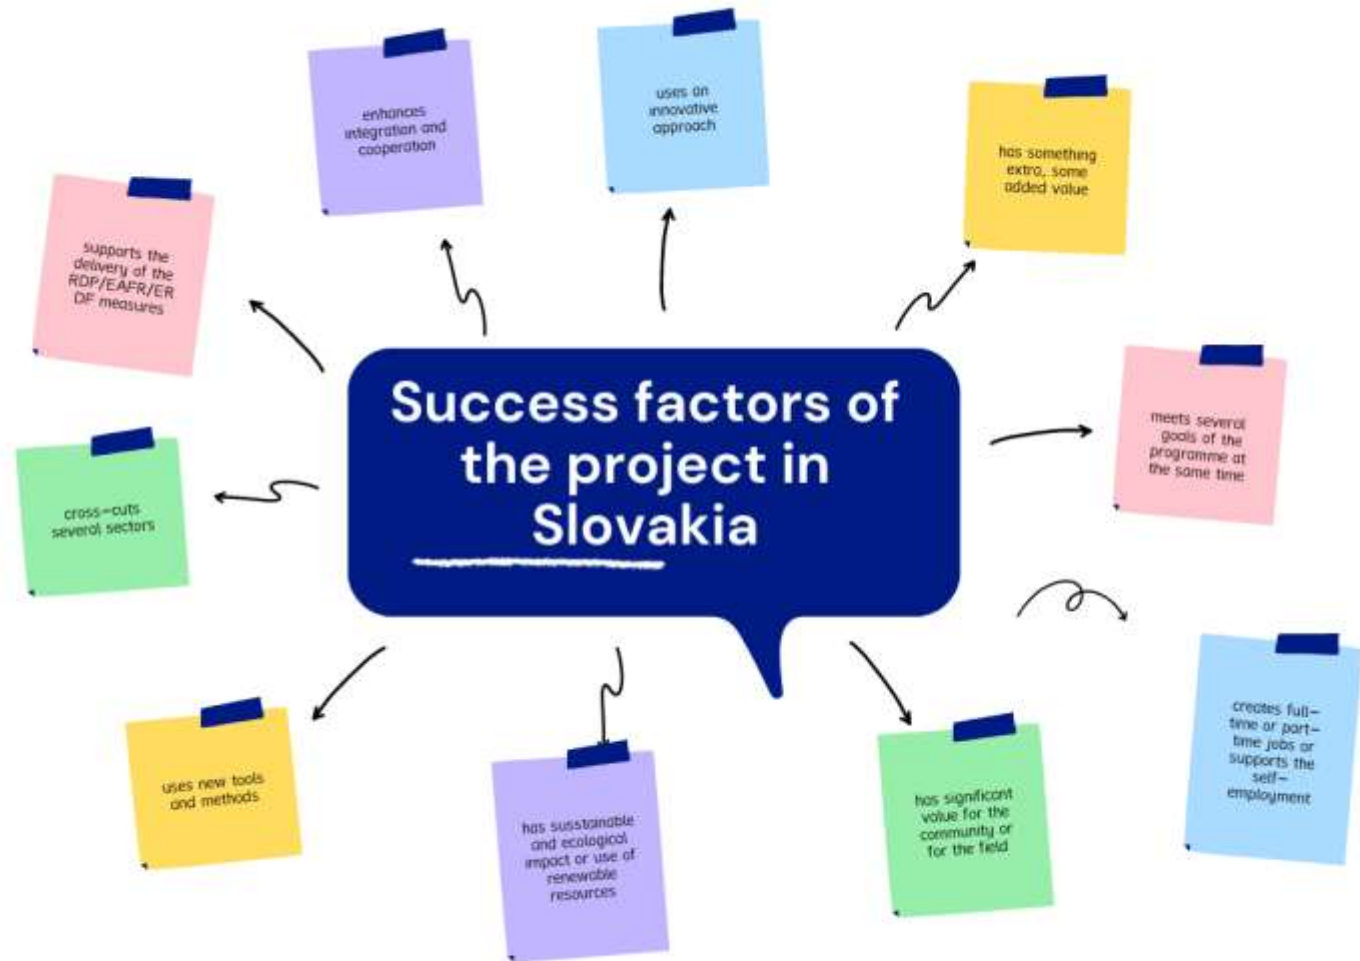 Success factors of
the project in
Slovakia
enhances
integration and
cooperation
uses an
innovative
approach
has something
extra, some
added value
meets several
goals of the
programme at
the same time
creates full-
time or part-
time jobs or
supports the
self-
employment
has significant
value for the
community or
for the field
has susstainable
and ecological
impact or use of
renewable
resources
uses new tools
and methods
cross-cuts
several sectors
supports the
delivery of the
RDP/EAFR/ER
DF measures